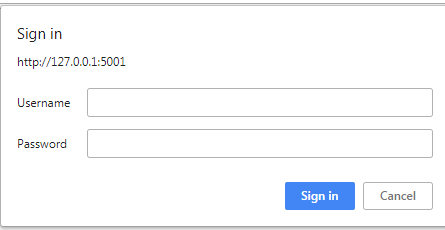 Sign in
http://127.0.0.1:5001
Username
Password
Sign in Cancel